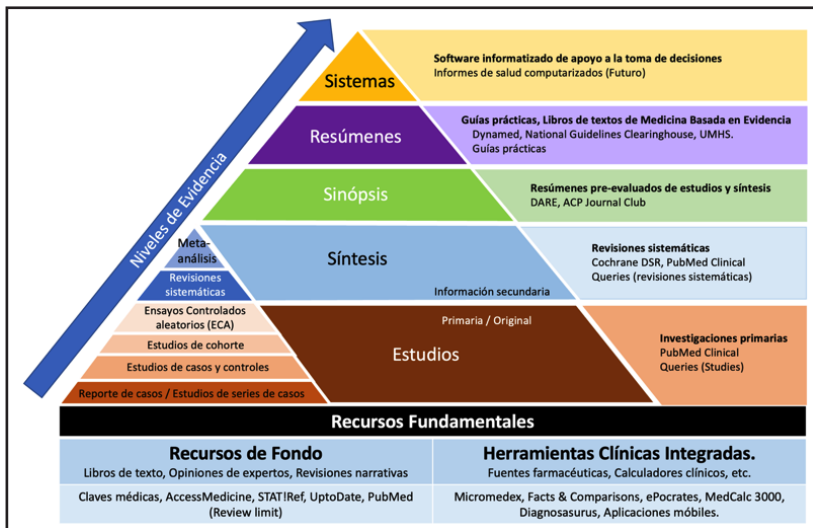 Niveles de Evidencia
Sistemas
Software informatizado de apoyo a la toma de decisiones
Informes de salud computarizados (Futuro)
Resúmenes
Guías prácticas, Libros de textos de Medicina Basada en Evidencia
Dynamed, National Guidelines Clearinghouse, UMHS.
Guías prácticas
Sinópsis
Resúmenes pre-evaluados de estudios y síntesis
DARE, ACP Journal Club
Meta-
análisis
Revisiones
sistemáticas
Síntesis
Información secundaria
Revisiones sistemáticas
Cochrane DSR, PubMed Clinical
Queries (revisiones sistemáticas)
Ensayos Controlados
aleatorios (ECA)
Estudios de cohorte
Estudios de casos y controles
Reporte de casos / Estudios de series de casos
Primaria / Original
Estudios
Investigaciones primarias
PubMed Clinical
Queries (Studies)
Recursos Fundamentales
Recursos de Fondo
Libros de texto, Opiniones de expertos, Revisiones narrativas
Herramientas Clínicas Integradas.
Fuentes farmacéuticas, Calculadores clínicos, etc.
Claves médicas, AccessMedicine, STAT!Ref, UptoDate, PubMed
(Review limit)
Micromedex, Facts & Comparisons, ePocrates, MedCalc 3000,
Diagnosaurus, Aplicaciones móbiles.